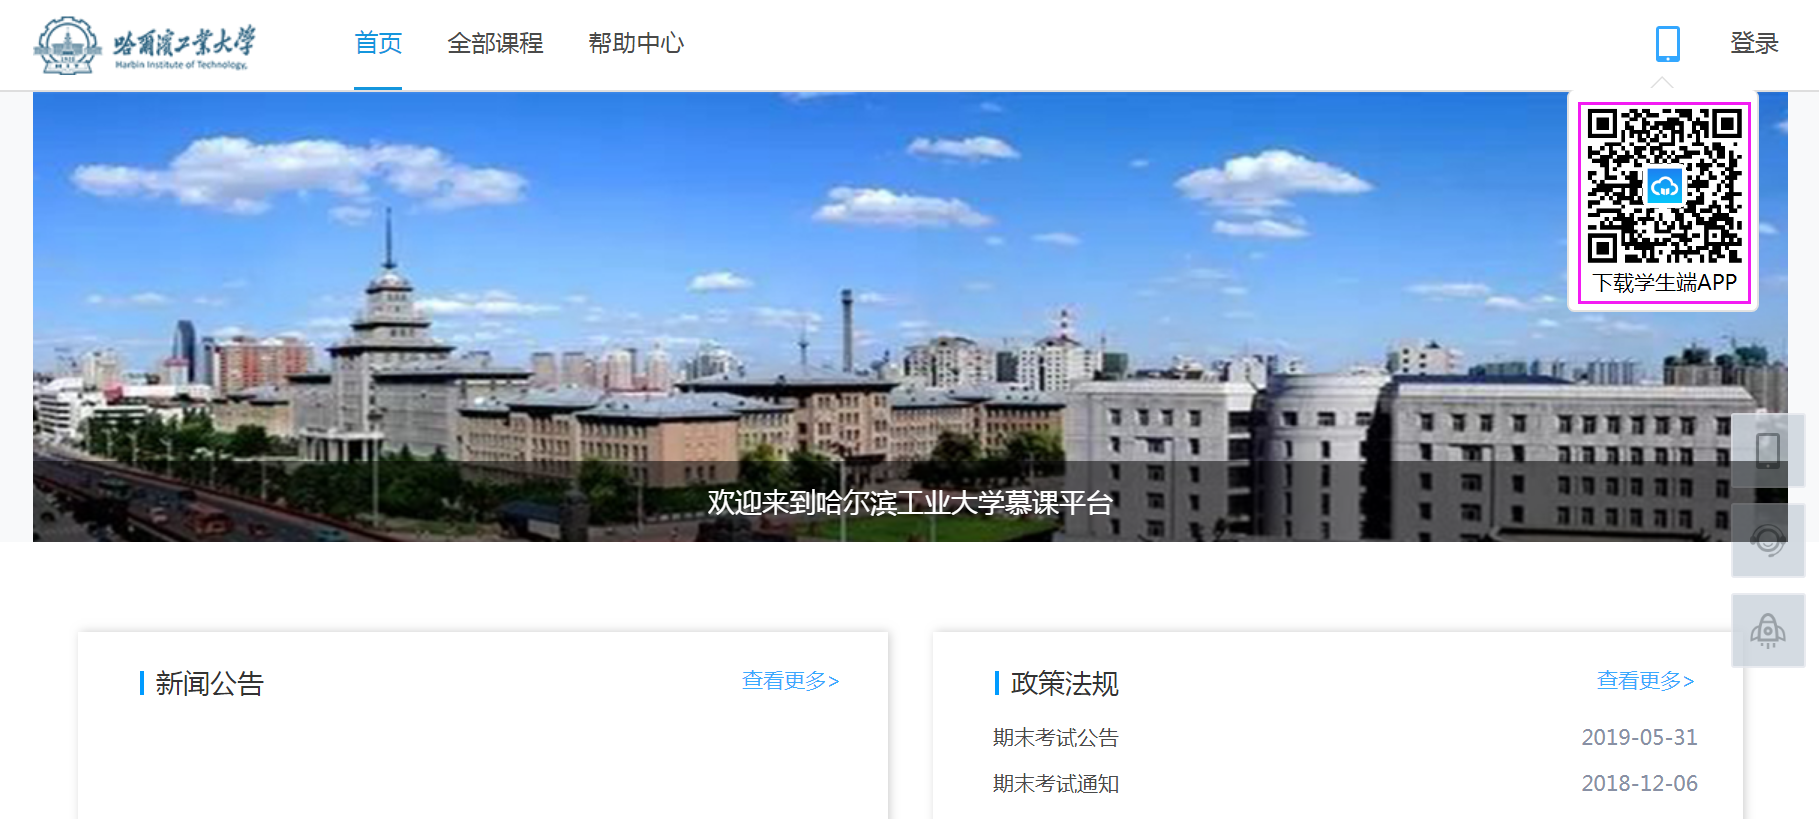 哈尔滨工业大学
Harbin Institute of Technology
首页 全部课程 帮助中心 登录
下载学生端APP
欢迎来到哈尔滨工业大学慕课平台
新闻公告 查看更多>
政策法规 查看更多>
期末考试公告 2019-05-31
期末考试通知 2018-12-06